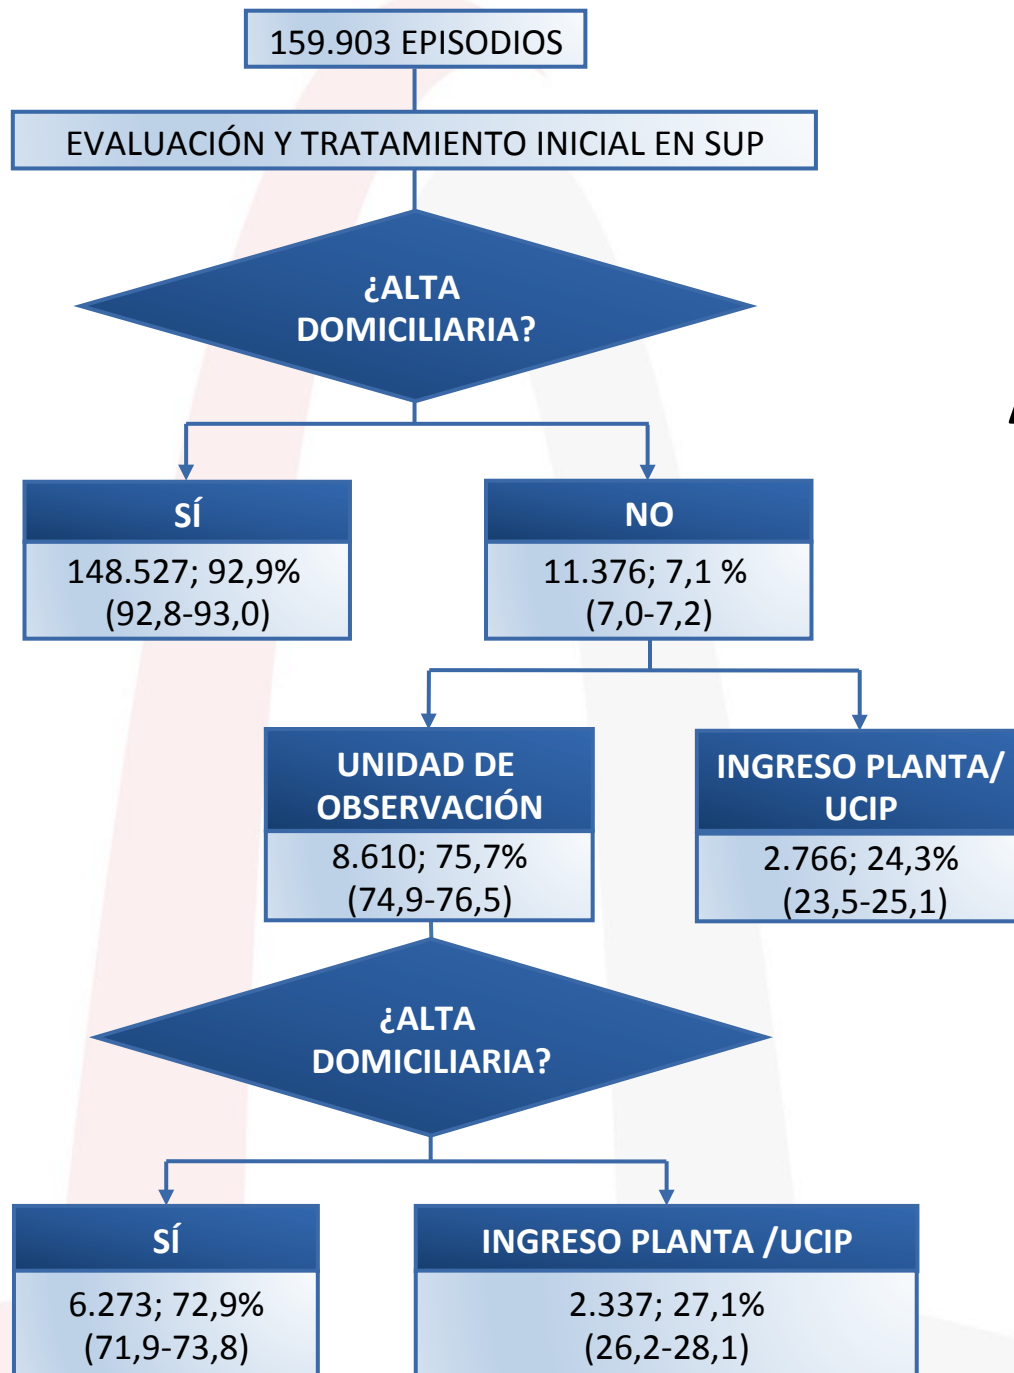 159.903 EPISODIOS
EVALUACIÓN Y TRATAMIENTO INICIAL EN SUP
¿ALTA
DOMICILIARIA?
SÍ
148.527; 92,9%
(92,8-93,0)
NO
11.376; 7,1 %
(7,0-7,2)
UNIDAD DE
OBSERVACIÓN
8.610; 75,7%
(74,9-76,5)
INGRESO PLANTA/
UCIP
2.766; 24,3%
(23,5-25,1)
¿ALTA
DOMICILIARIA?
SÍ
6.273; 72,9%
(71,9-73,8)
INGRESO PLANTA /UCIP
2.337; 27,1%
(26,2-28,1)